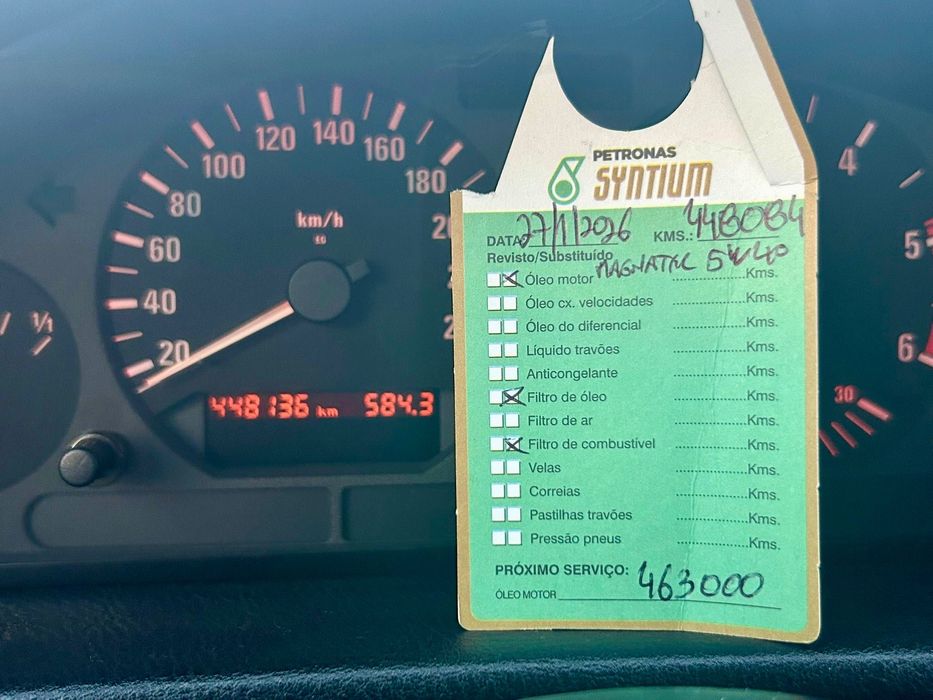 20
40
60
80
100
120
140
160
180
km/h
1/1
448136 km 584.3
4
5
6
30
PETRONAS
SYNTIUM
DATA 27/1/2026 KMS.: 448084
Revisto/Substituído MAGNATEC 5W40
Óleo motor Kms.
Óleo cx. velocidades Kms.
Óleo do diferencial Kms.
Líquido travões Kms.
Anticongelante Kms.
Filtro de óleo Kms.
Filtro de ar Kms.
Filtro de combustível Kms.
Velas Kms.
Correias Kms.
Pastilhas travões Kms.
Pressão pneus Kms.
PRÓXIMO SERVIÇO: 463000
ÓLEO MOTOR